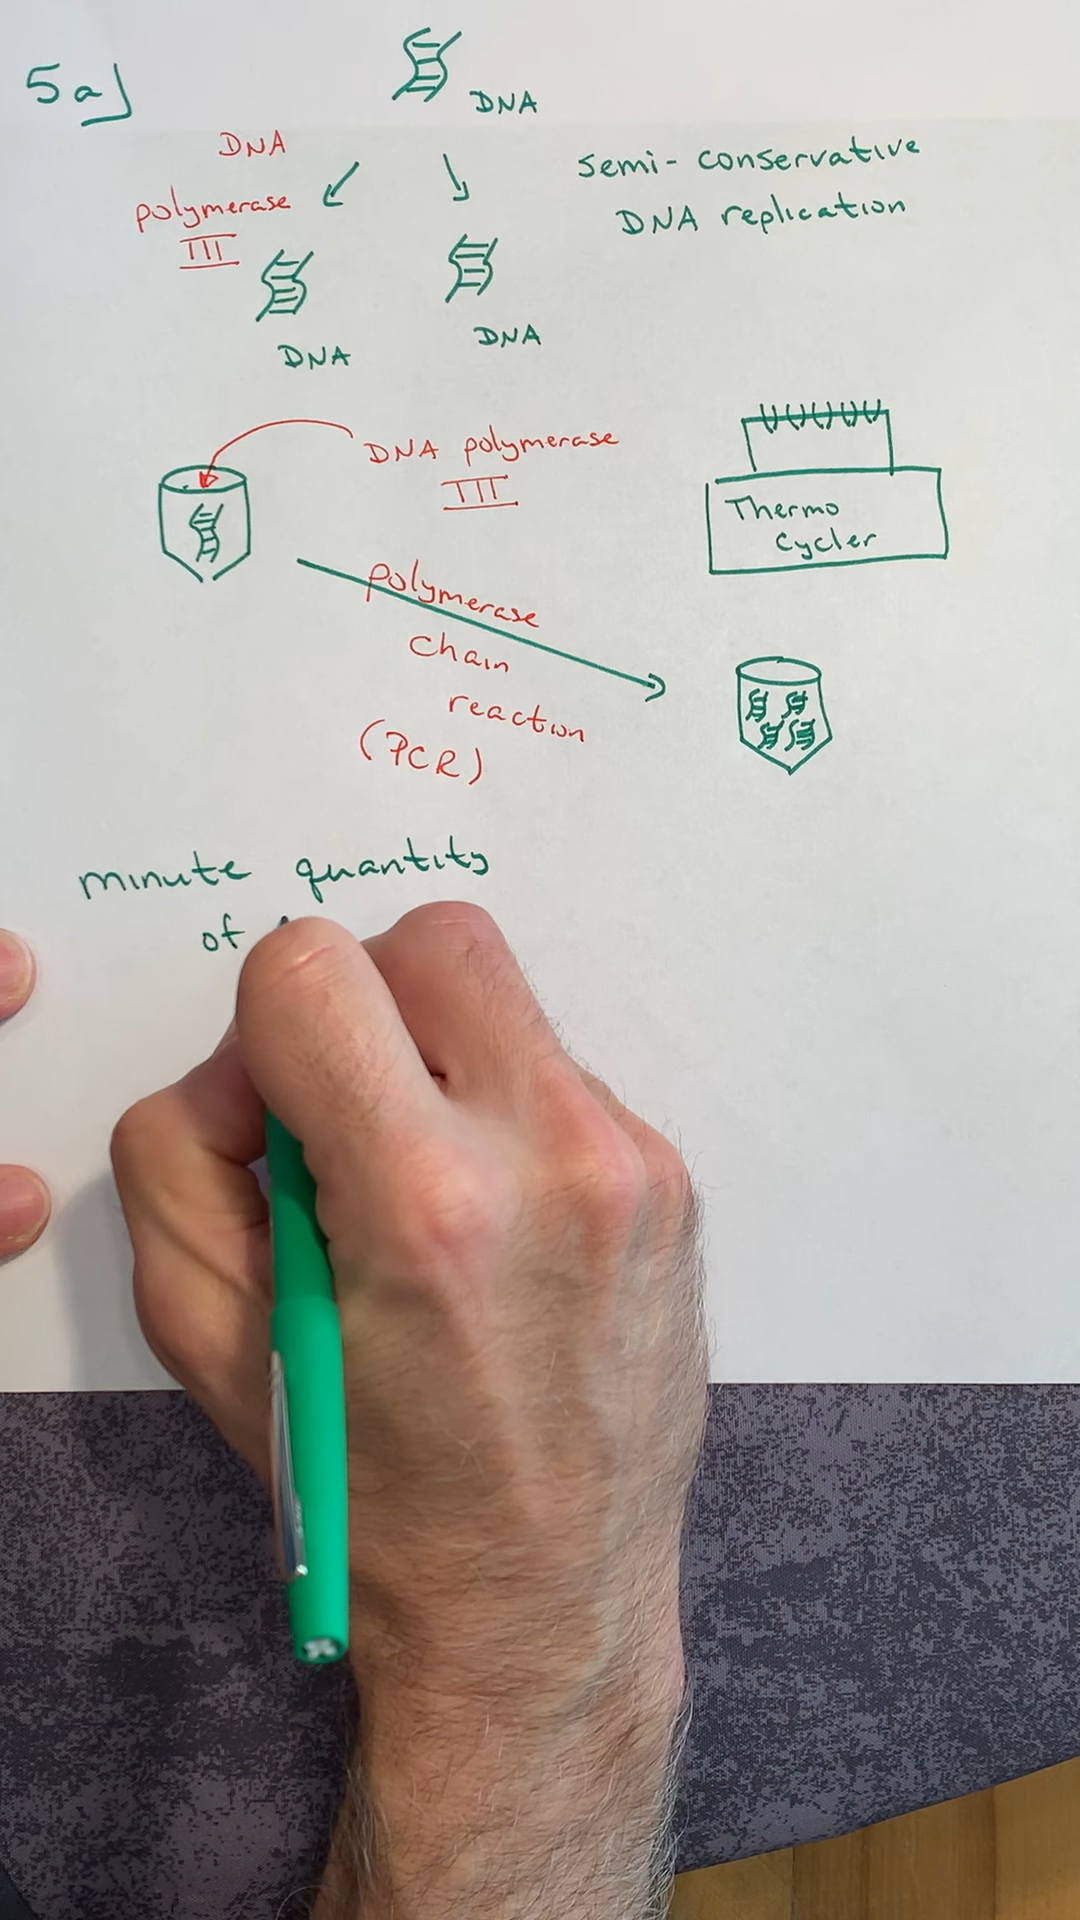 5a)
DNA
DNA
polymerase
III
semi-conservative
DNA replication
DNA
DNA
DNA polymerase
III
Thermo
Cycler
polymerase
chain
reaction
(PCR)
minute quantity
of